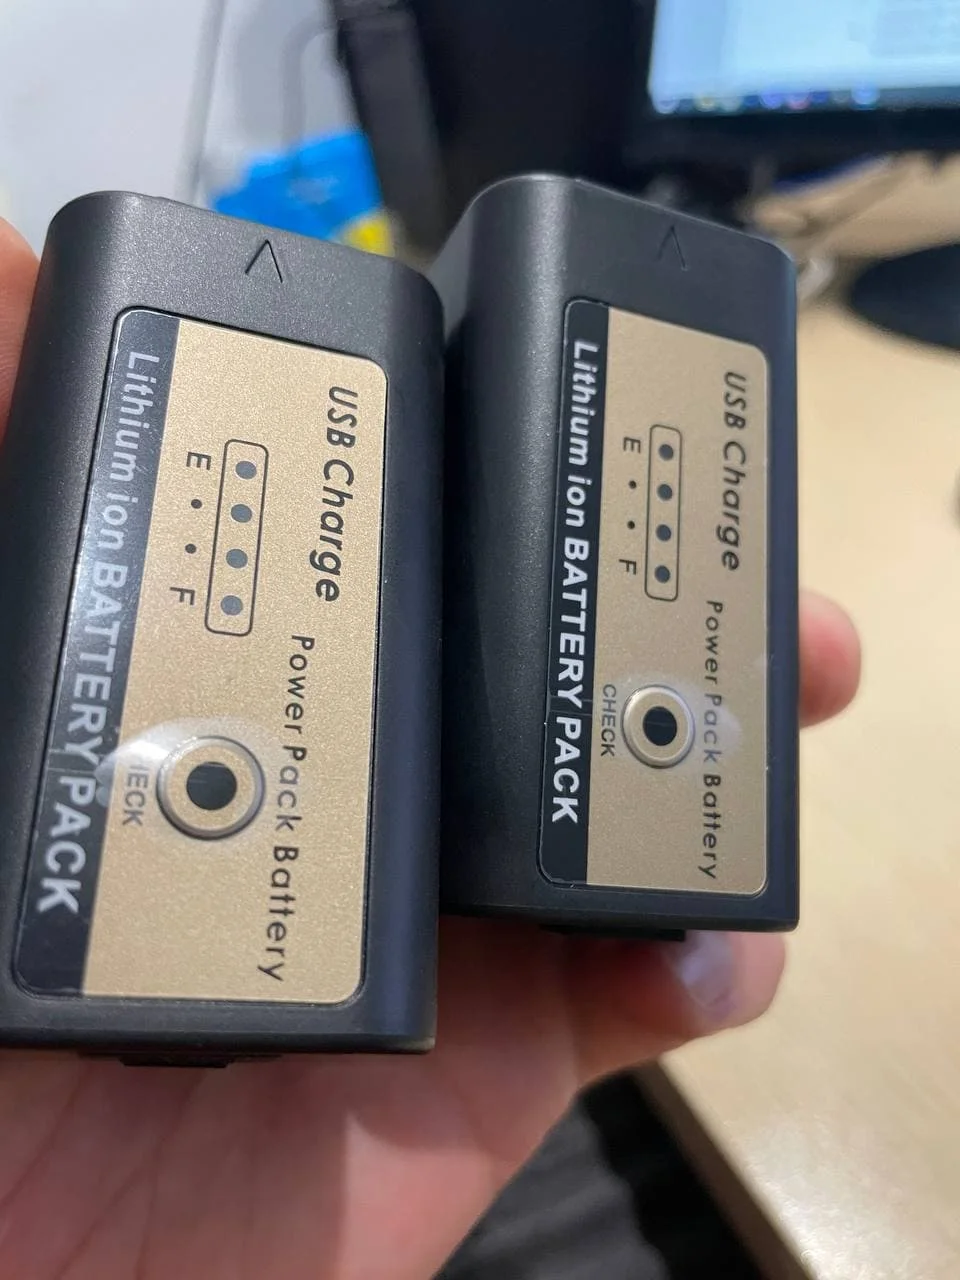 USB Charge
Power Pack Battery
E • • F
CHECK
Lithium ion BATTERY PACK
USB Charge
Power Pack Battery
E • • F
CHECK
Lithium ion BATTERY PACK